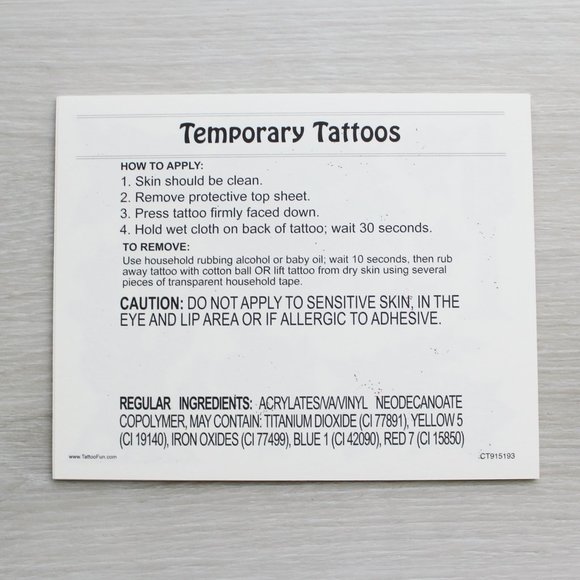 Temporary Tattoos
HOW TO APPLY:
1. Skin should be clean.
2. Remove protective top sheet.
3. Press tattoo firmly faced down.
4. Hold wet cloth on back of tattoo; wait 30 seconds.
TO REMOVE:
Use household rubbing alcohol or baby oil; wait 10 seconds, then rub
away tattoo with cotton ball OR lift tattoo from dry skin using several
pieces of transparent household tape.
CAUTION: DO NOT APPLY TO SENSITIVE SKIN, IN THE
EYE AND LIP AREA OR IF ALLERGIC TO ADHESIVE.
REGULAR INGREDIENTS: ACRYLATES/VA/VINYL NEODECANOATE
COPOLYMER, MAY CONTAIN: TITANIUM DIOXIDE (CI 77891), YELLOW 5
(CI 19140), IRON OXIDES (CI 77499), BLUE 1 (CI 42090), RED 7 (CI 15850)
www.TattooFun.com
CT915193